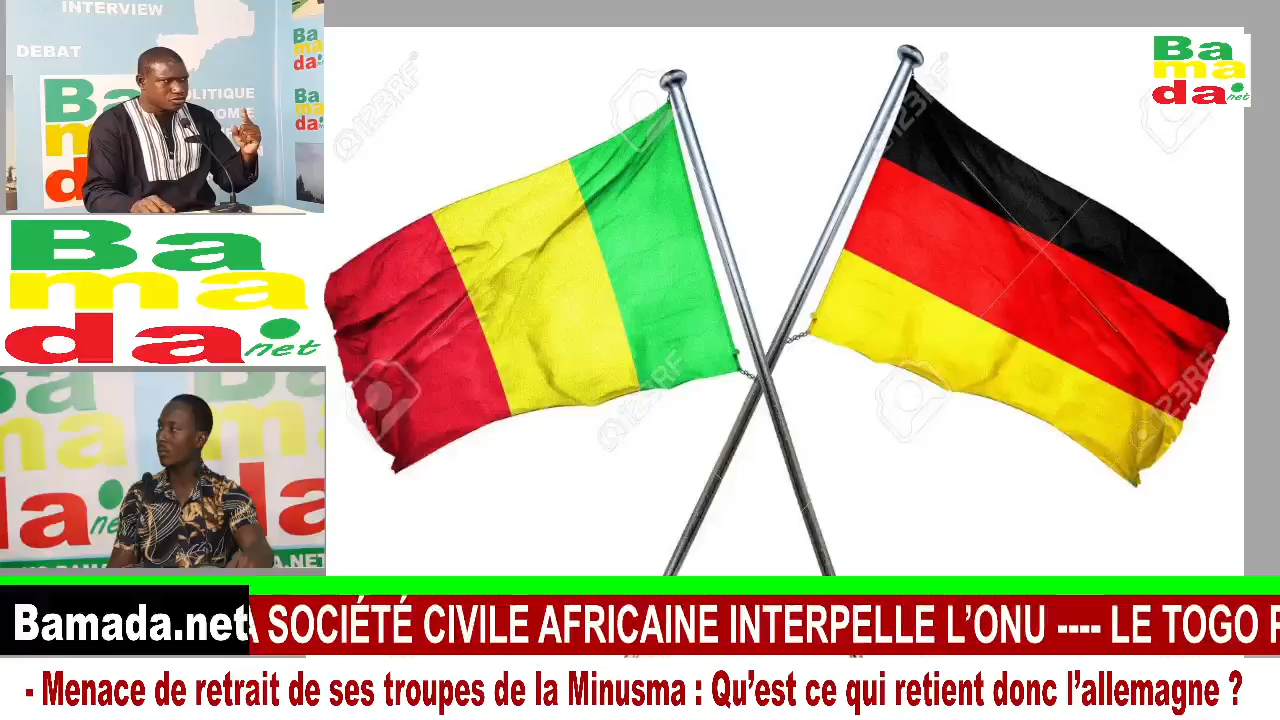 INTERVIEW
DEBAT
Ba
ma
da
net
Ba
ma
da
net
Ba
ma
da
net
Bamada.net
A SOCIÉTÉ CIVILE AFRICAINE INTERPELLE L’ONU ---- LE TOGO
- Menace de retrait de ses troupes de la Minusma : Qu’est ce qui retient donc l’allemagne ?